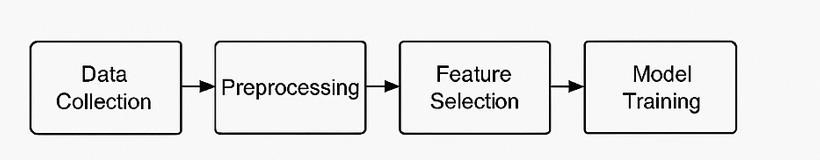 Data
Collection
Preprocessing
Feature
Selection
Model
Training